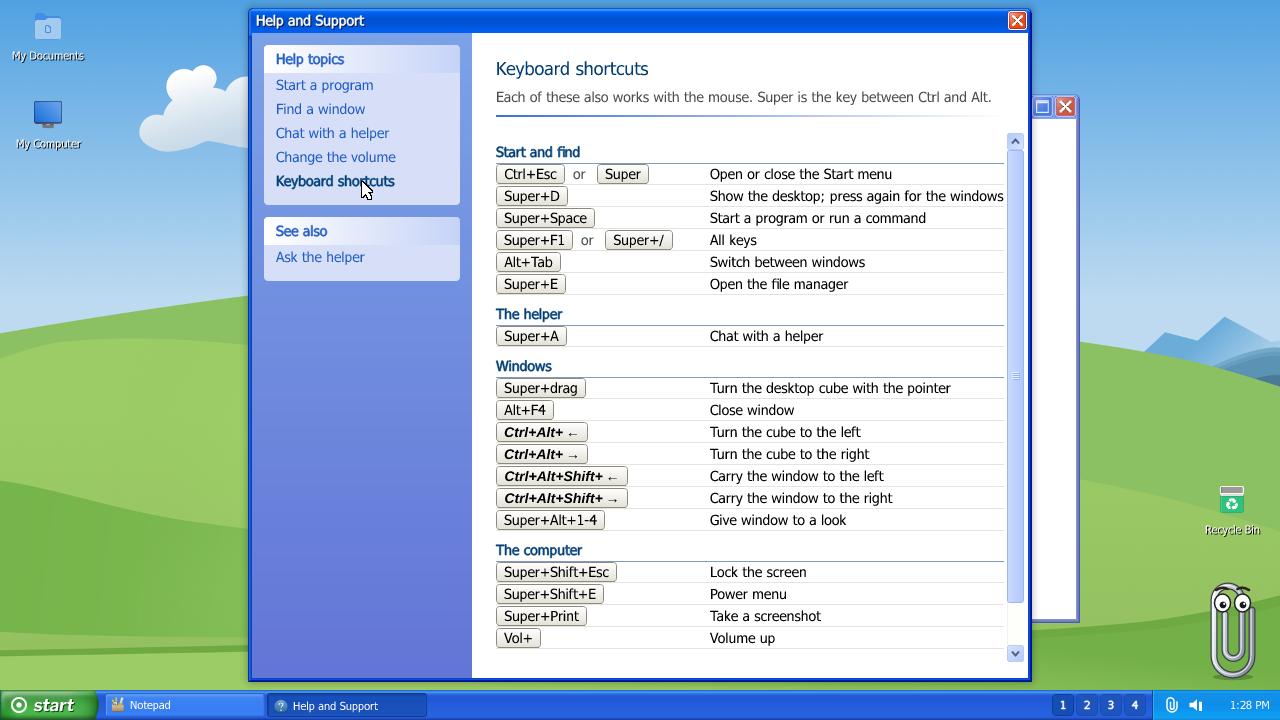 Help and Support
My Documents
My Computer
Help topics
Start a program
Find a window
Chat with a helper
Change the volume
Keyboard shortcuts
See also
Ask the helper
Keyboard shortcuts
Each of these also works with the mouse. Super is the key between Ctrl and Alt.
Start and find
Ctrl+Esc or Super Open or close the Start menu
Super+D Show the desktop; press again for the windows
Super+Space Start a program or run a command
Super+F1 or Super+/ All keys
Alt+Tab Switch between windows
Super+E Open the file manager
The helper
Super+A Chat with a helper
Windows
Super+drag Turn the desktop cube with the pointer
Alt+F4 Close window
Ctrl+Alt+ ← Turn the cube to the left
Ctrl+Alt+ → Turn the cube to the right
Ctrl+Alt+Shift+ ← Carry the window to the left
Ctrl+Alt+Shift+ → Carry the window to the right
Super+Alt+1-4 Give window to a look
The computer
Super+Shift+Esc Lock the screen
Super+Shift+E Power menu
Super+Print Take a screenshot
Vol+ Volume up
Recycle Bin
start Notepad Help and Support 1 2 3 4 1:28 PM